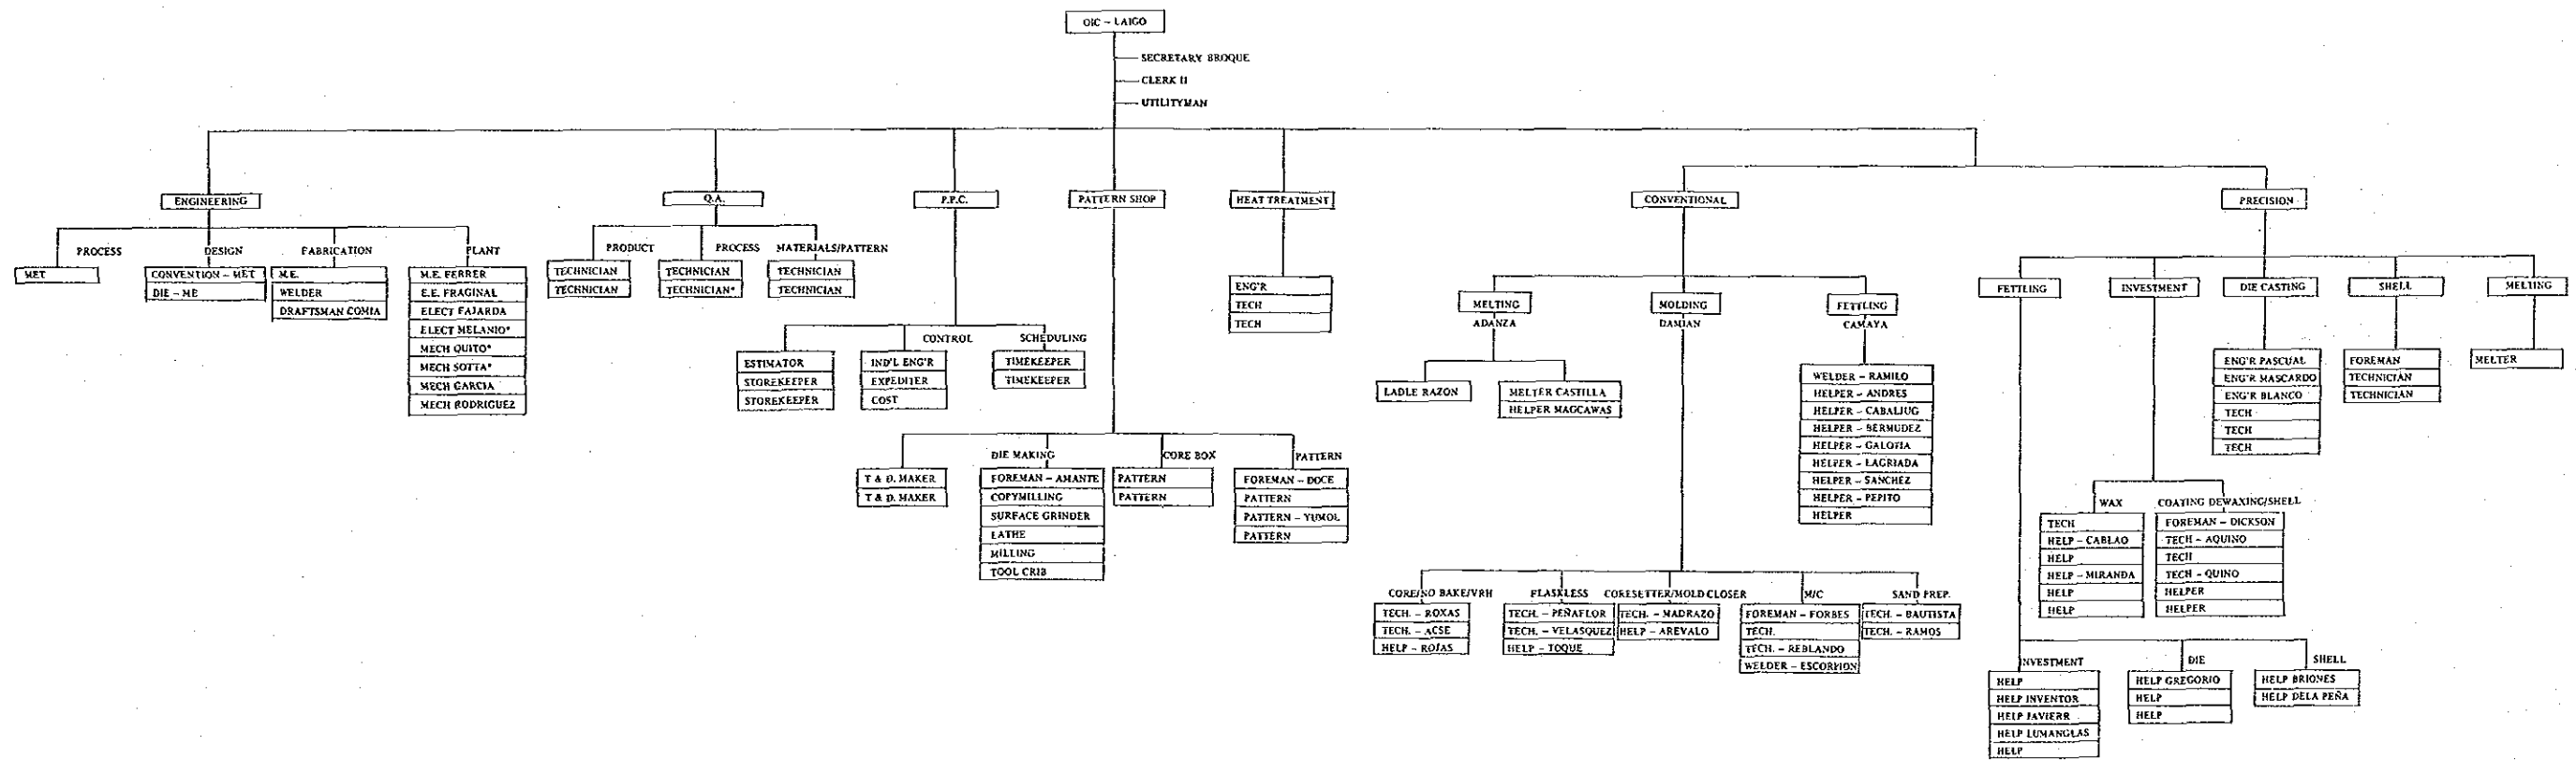 OIC – LAIGO
SECRETARY BROQUE
CLERK II
UTILITYMAN
ENGINEERING
Q.A.
P.P.C.
PATTERN SHOP
HEAT TREATMENT
CONVENTIONAL
PRECISION
PROCESS
MET
DESIGN
CONVENTION – MET
DIE – ME
FABRICATION
M.E.
WELDER
DRAFTSMAN COMIA
PLANT
M.E. FERRER
E.E. FRAGINAL
ELECT FAJARDA
ELECT MELANIO*
MECH QUITO*
MECH SOTTA*
MECH GARCIA
MECH RODRIGUEZ
PRODUCT
TECHNICIAN
TECHNICIAN
PROCESS
TECHNICIAN
TECHNICIAN*
MATERIALS/PATTERN
TECHNICIAN
TECHNICIAN
ESTIMATOR
STOREKEEPER
STOREKEEPER
CONTROL
IND'L ENG'R
EXPEDITER
COST
SCHEDULING
TIMEKEEPER
TIMEKEEPER
T & D. MAKER
T & D. MAKER
DIE MAKING
FOREMAN – AMANTE
COPYMILLING
SURFACE GRINDER
LATHE
MILLING
TOOL CRIB
CORE BOX
PATTERN
PATTERN
PATTERN
FOREMAN – DOCE
PATTERN
PATTERN – YUMOL
PATTERN
ENG'R
TECH
TECH
MELTING
ADANZA
LADLE RAZON
MELTER CASTILLA
HELPER MAGCAWAS
MOLDING
DAMIAN
FETTLING
CAMAYA
WELDER – RAMILO
HELPER – ANDRES
HELPER – CABALJUG
HELPER – BERMUDEZ
HELPER – GALOTIA
HELPER – LAGRIADA
HELPER – SANCHEZ
HELPER – PEPITO
HELPER
CORE/NO BAKE/VRH
TECH. – ROXAS
TECH. – ACSE
HELP – ROJAS
FLASKLESS
TECH. – PEÑAFLOR
TECH. – VELASQUEZ
HELP – TOQUE
CORESETTER/MOLD CLOSER
TECH. – MADRAZO
HELP – AREVALO
M/C
FOREMAN – FORBES
TECH.
TECH. – REBLANDO
WELDER – ESCORPION
SAND PREP.
TECH. – BAUTISTA
TECH. – RAMOS
FETTLING
INVESTMENT
DIE CASTING
SHELL
MELTING
ENG'R PASCUAL
ENG'R MASCARDO
ENG'R BLANCO
TECH
TECH
TECH
FOREMAN
TECHNICIAN
TECHNICIAN
MELTER
WAX
TECH
HELP – CABLAO
HELP
HELP – MIRANDA
HELP
HELP
COATING DEWAXING/SHELL
FOREMAN – DICKSON
TECH – AQUINO
TECH
TECH – QUINO
HELPER
HELPER
INVESTMENT
HELP
HELP INVENTOR
HELP JAVIERR
HELP LUMANGLAS
HELP
DIE
HELP GREGORIO
HELP
HELP
SHELL
HELP BRIONES
HELP DELA PEÑA